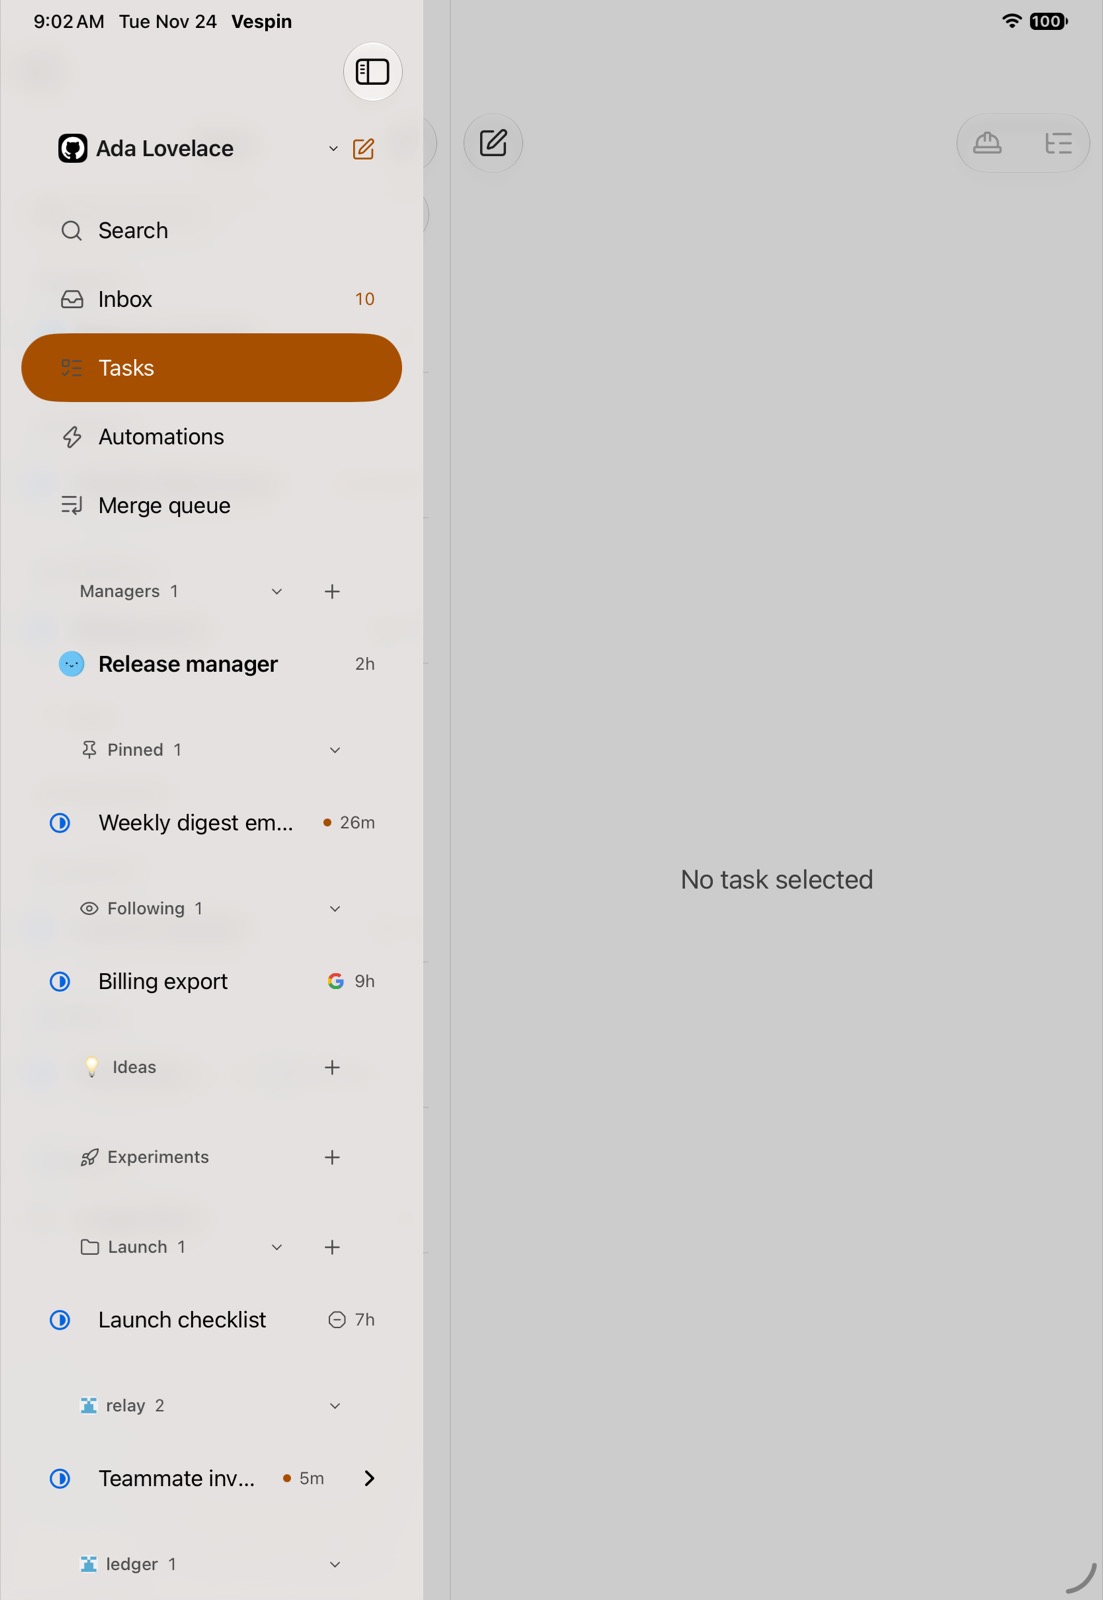 9:02 AM Tue Nov 24 Vespin
100
Ada Lovelace
Search
Inbox 10
Tasks
Automations
Merge queue
Managers 1
Release manager 2h
Pinned 1
Weekly digest em... 26m
Following 1
Billing export 9h
Ideas
Experiments
Launch 1
Launch checklist 7h
relay 2
Teammate inv... 5m
ledger 1
No task selected